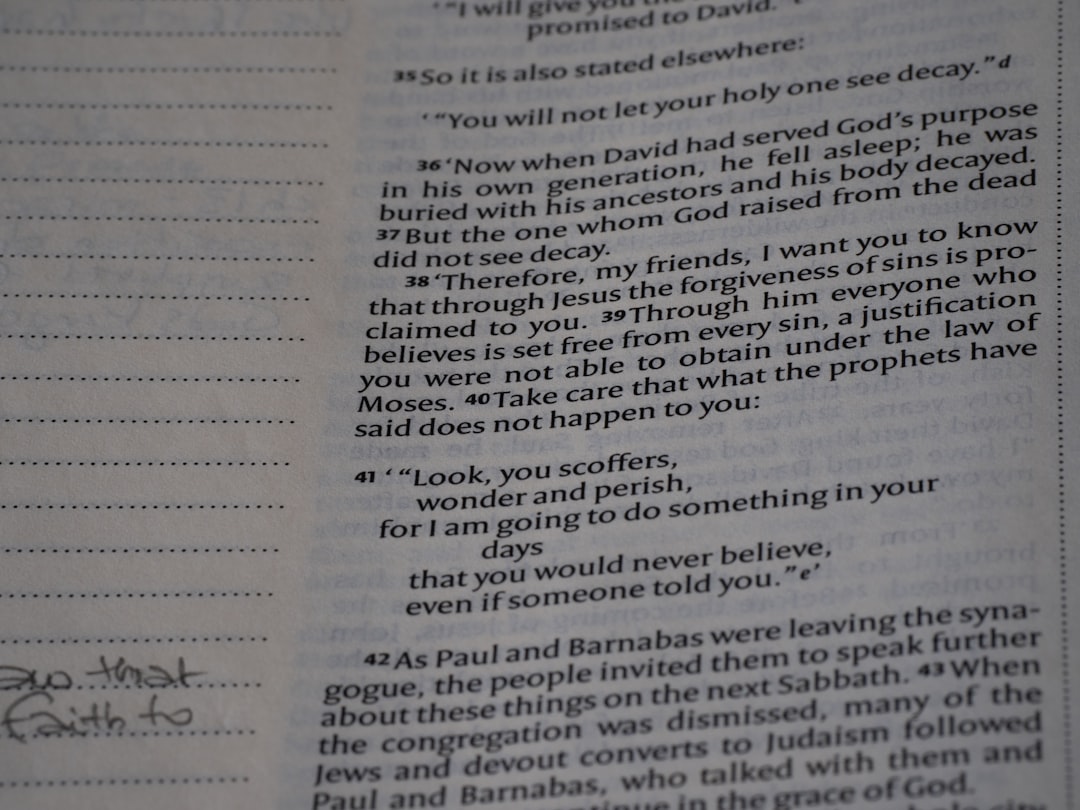 '"I will give you the
promised to David.'
35 So it is also stated elsewhere:
'"You will not let your holy one see decay."d
36 'Now when David had served God's purpose
in his own generation, he fell asleep; he was
buried with his ancestors and his body decayed.
37 But the one whom God raised from the dead
did not see decay.
38 'Therefore, my friends, I want you to know
that through Jesus the forgiveness of sins is pro-
claimed to you. 39 Through him everyone who
believes is set free from every sin, a justification
you were not able to obtain under the law of
Moses. 40 Take care that what the prophets have
said does not happen to you:
41 '"Look, you scoffers,
wonder and perish,
for I am going to do something in your
days
that you would never believe,
even if someone told you."e'
42 As Paul and Barnabas were leaving the syna-
gogue, the people invited them to speak further
about these things on the next Sabbath. 43 When
the congregation was dismissed, many of the
Jews and devout converts to Judaism followed
Paul and Barnabas, who talked with them and
continue in the grace of God.
that
faith to